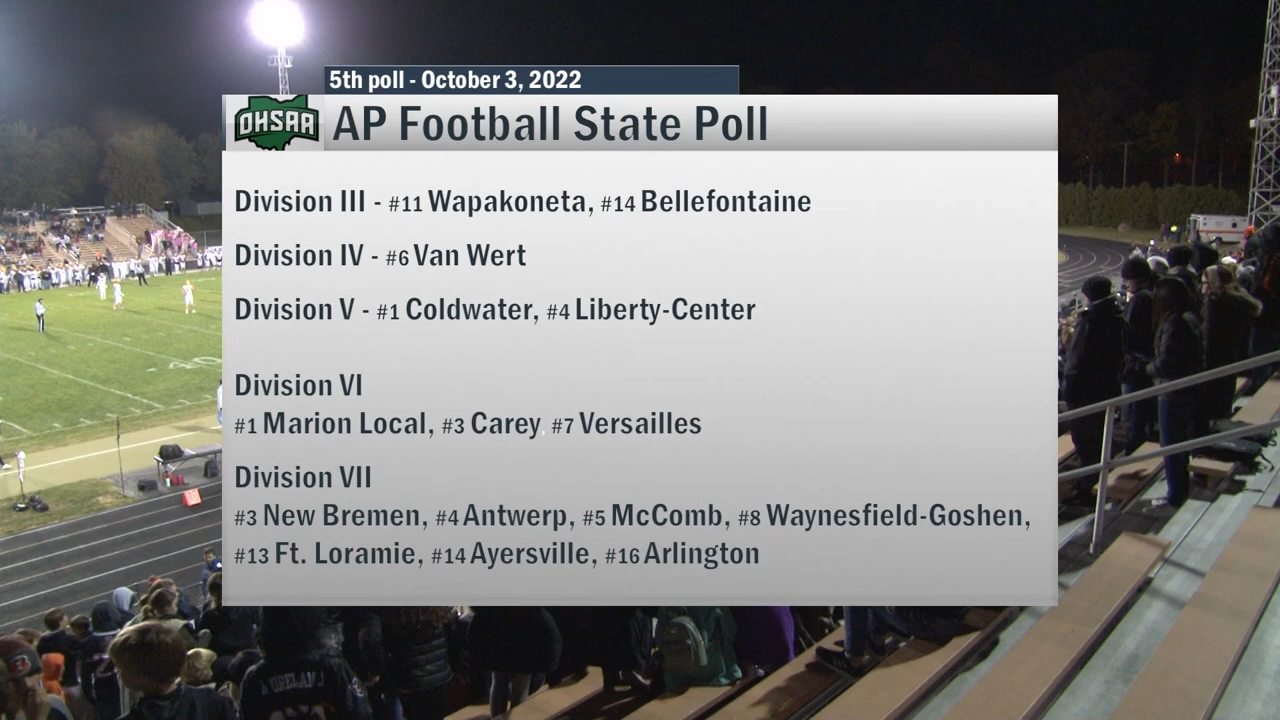 5th poll - October 3, 2022
OHSAA
AP Football State Poll
Division III - #11 Wapakoneta, #14 Bellefontaine
Division IV - #6 Van Wert
Division V - #1 Coldwater, #4 Liberty-Center
Division VI
#1 Marion Local, #3 Carey, #7 Versailles
Division VII
#3 New Bremen, #4 Antwerp, #5 McComb, #8 Waynesfield-Goshen,
#13 Ft. Loramie, #14 Ayersville, #16 Arlington